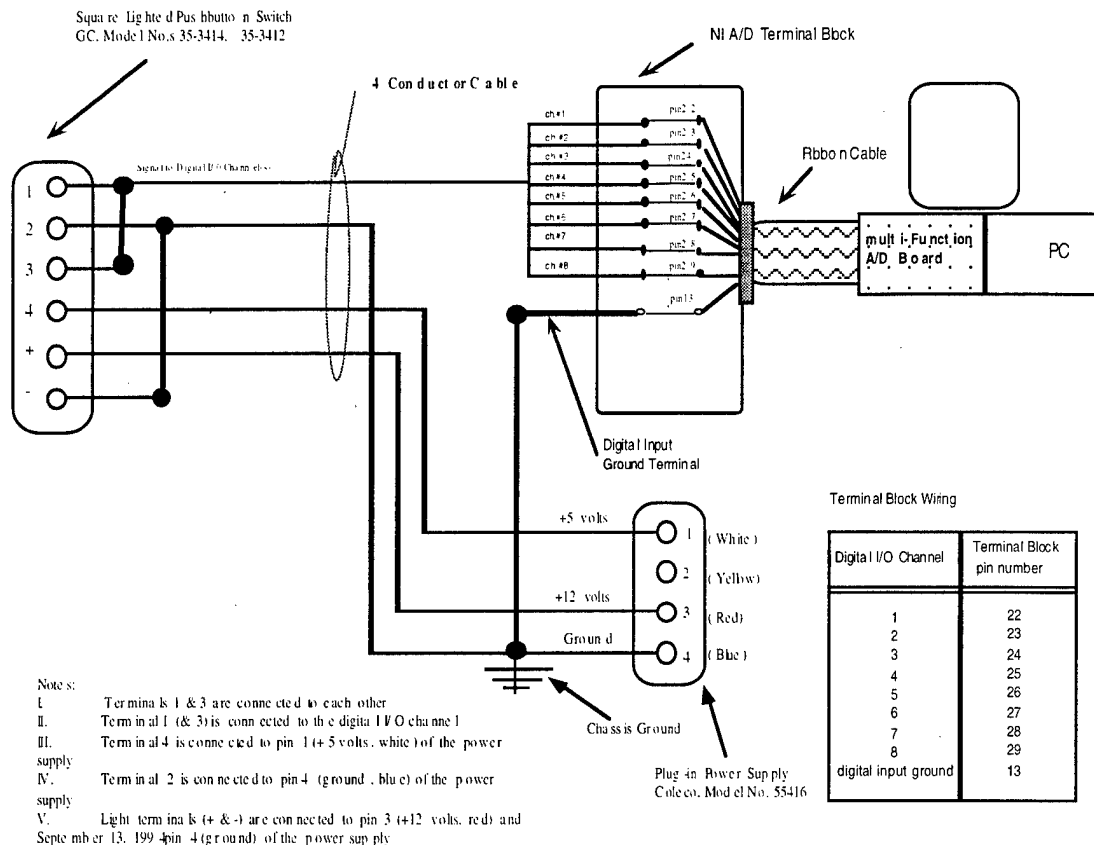 Square Lighted Pushbutton Switch
GC. Model No.s 35-3414, 35-3412
NI A/D Terminal Block
4 Conductor Cable
ch#1
pin22
ch#2
pin23
ch#3
pin24
ch#4
pin25
ch#5
pin26
ch#6
pin27
ch#7
pin28
ch#8
pin29
pin13
Signal to Digital I/O Channel(s)
Ribbon Cable
multi-Function
A/D Board
PC
1
2
3
4
+
-
Digital Input
Ground Terminal
+5 volts
1 (White)
2 (Yellow)
+12 volts
3 (Red)
Ground
4 (Blue)
Chassis Ground
Plug-in Power Supply
Coleco, Model No. 55416
Terminal Block Wiring
Digital I/O Channel
Terminal Block
pin number
1 22
2 23
3 24
4 25
5 26
6 27
7 28
8 29
digital input ground 13
Notes:
I. Terminals 1 & 3 are connected to each other
II. Terminal 1 (& 3) is connected to the digital I/O channel
III. Terminal 4 is connected to pin 1 (+5 volts, white) of the power
supply
IV. Terminal 2 is connected to pin 4 (ground, blue) of the power
supply
V. Light terminals (+ & -) are connected to pin 3 (+12 volts, red) and
September 13, 1994pin 4 (ground) of the power supply